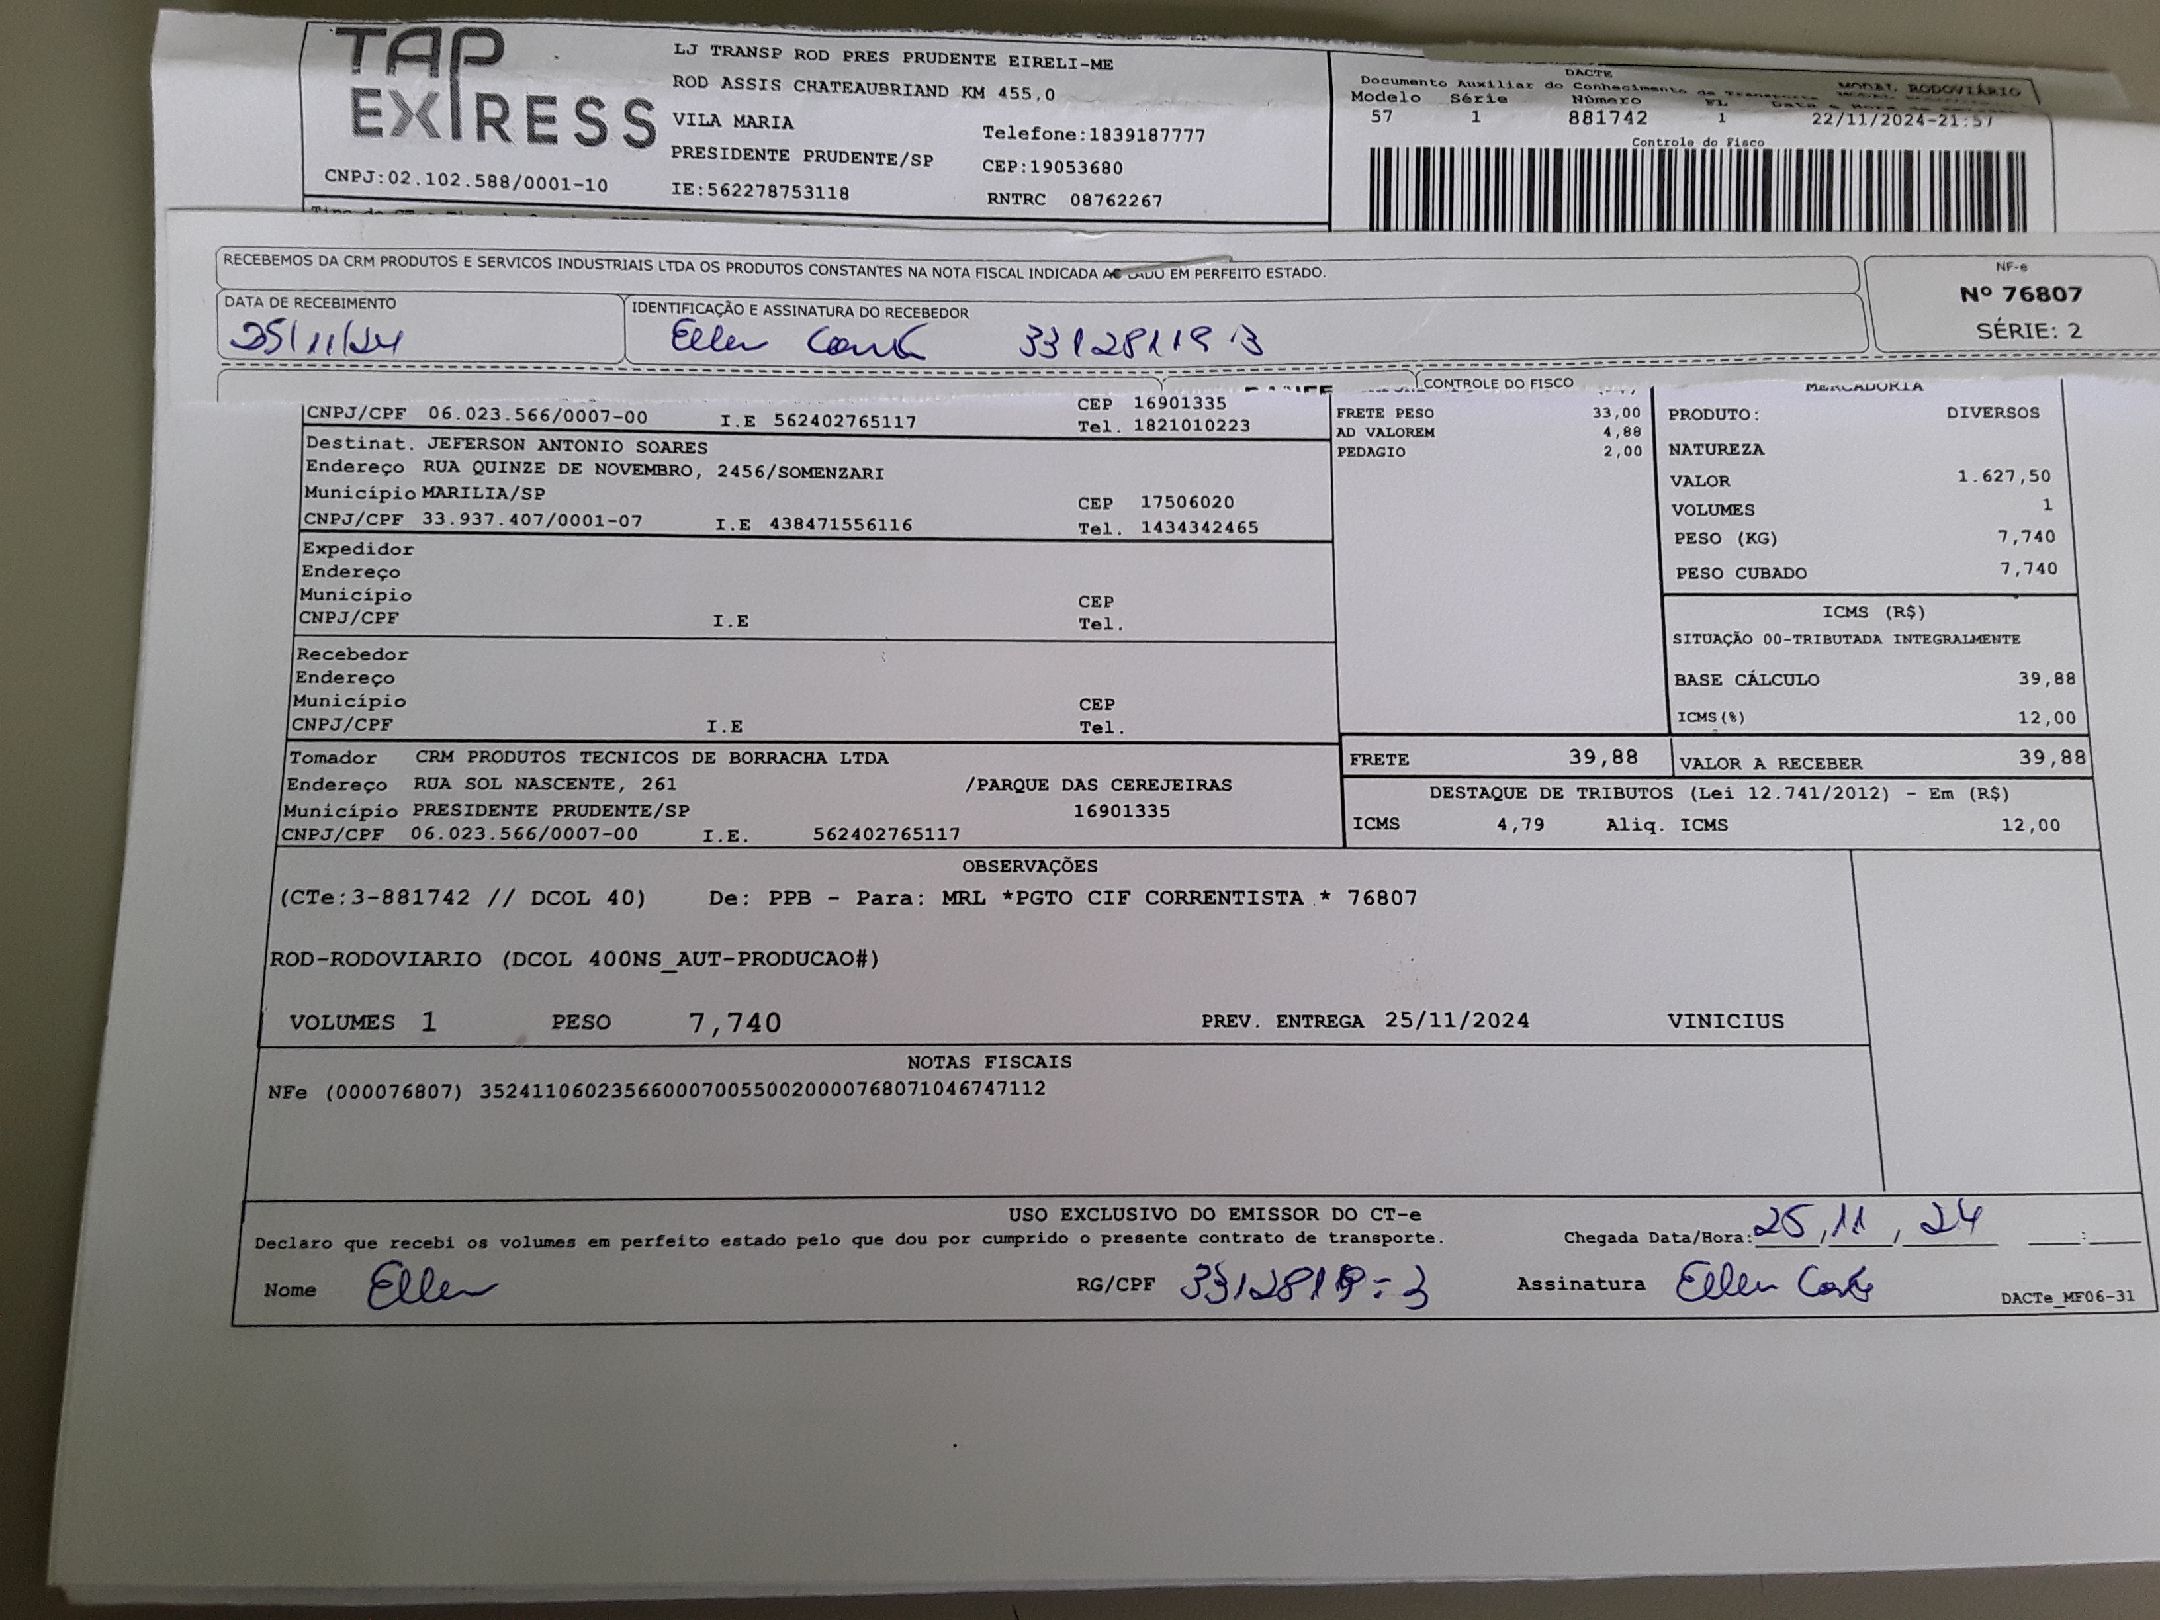 TAP
EXPRESS
CNPJ:02.102.588/0001-10
LJ TRANSP ROD PRES PRUDENTE EIRELI-ME
ROD ASSIS CHATEAUBRIAND KM 455,0
VILA MARIA
Telefone:1839187777
PRESIDENTE PRUDENTE/SP
CEP:19053680
IE:562278753118
RNTRC 08762267
DACTE
Documento Auxiliar do Conhecimento de Transporte
MODAL RODOVIÁRIO
Modelo Série Número FL
57 1 881742 1 22/11/2024-21:57
Controle do Fisco
RECEBEMOS DA CRM PRODUTOS E SERVICOS INDUSTRIAIS LTDA OS PRODUTOS CONSTANTES NA NOTA FISCAL INDICADA AO LADO EM PERFEITO ESTADO.
DATA DE RECEBIMENTO
25/11/24
IDENTIFICAÇÃO E ASSINATURA DO RECEBEDOR
Ellen
NF-e
Nº 76807
SÉRIE: 2
CONTROLE DO FISCO
CNPJ/CPF 06.023.566/0007-00 I.E 562402765117
CEP 16901335
Tel. 1821010223
Destinat. JEFERSON ANTONIO SOARES
Endereço RUA QUINZE DE NOVEMBRO, 2456/SOMENZARI
Município MARILIA/SP CEP 17506020
CNPJ/CPF 33.937.407/0001-07 I.E 438471556116 Tel. 1434342465
Expedidor
Endereço
Município CEP
CNPJ/CPF I.E Tel.
Recebedor
Endereço
Município CEP
CNPJ/CPF I.E Tel.
Tomador CRM PRODUTOS TECNICOS DE BORRACHA LTDA
Endereço RUA SOL NASCENTE, 261 /PARQUE DAS CEREJEIRAS
Município PRESIDENTE PRUDENTE/SP 16901335
CNPJ/CPF 06.023.566/0007-00 I.E. 562402765117
FRETE PESO 33,00
AD VALOREM 4,88
PEDAGIO 2,00
MERCADORIA
PRODUTO: DIVERSOS
NATUREZA
VALOR 1.627,50
VOLUMES 1
PESO (KG) 7,740
PESO CUBADO 7,740
ICMS (R$)
SITUAÇÃO 00-TRIBUTADA INTEGRALMENTE
BASE CÁLCULO 39,88
ICMS(%) 12,00
FRETE 39,88
VALOR A RECEBER 39,88
DESTAQUE DE TRIBUTOS (Lei 12.741/2012) - Em (R$)
ICMS 4,79 Aliq. ICMS 12,00
OBSERVAÇÕES
(CTe:3-881742 // DCOL 40) De: PPB - Para: MRL *PGTO CIF CORRENTISTA * 76807
ROD-RODOVIARIO (DCOL 400NS_AUT-PRODUCAO#)
VOLUMES 1 PESO 7,740 PREV. ENTREGA 25/11/2024 VINICIUS
NOTAS FISCAIS
NFe (000076807) 35241106023566000700550020000768071046747112
USO EXCLUSIVO DO EMISSOR DO CT-e
Declaro que recebi os volumes em perfeito estado pelo que dou por cumprido o presente contrato de transporte.
Chegada Data/Hora: 25/11/24 :
Nome Ellen
RG/CPF
Assinatura Ellen
DACTe_MF06-31